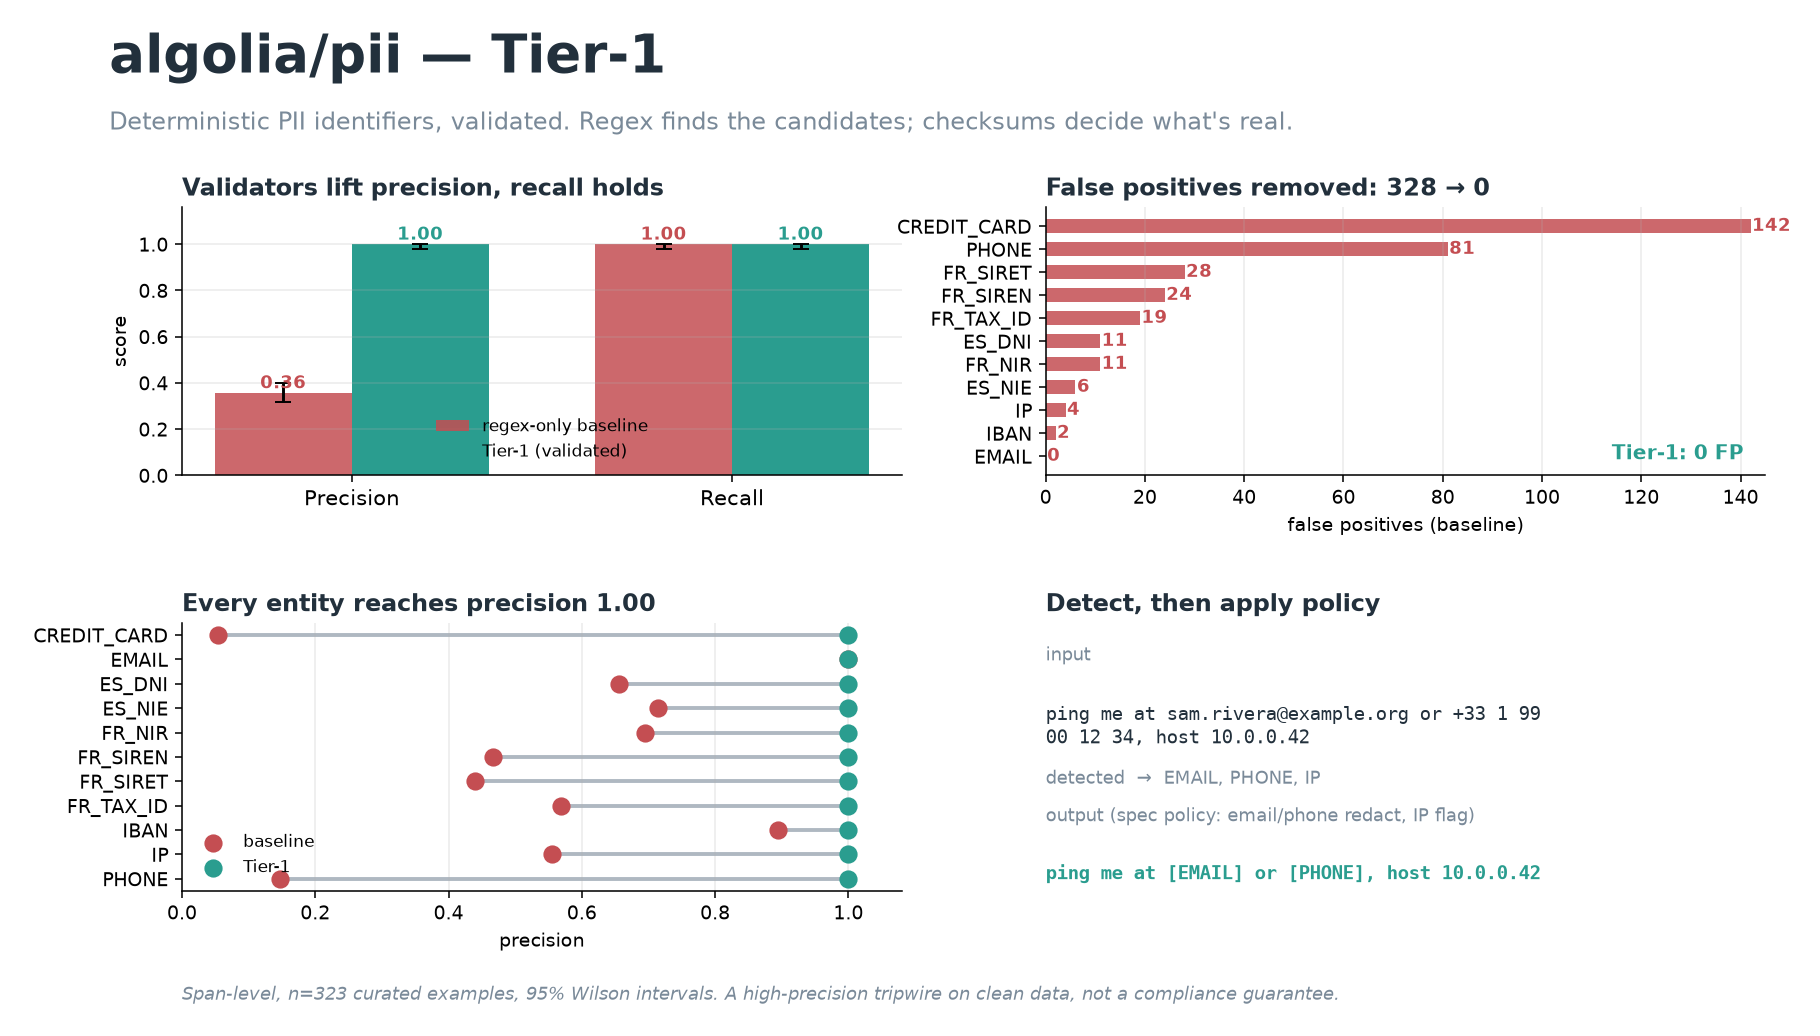 algolia/pii — Tier-1
Deterministic PII identifiers, validated. Regex finds the candidates; checksums decide what's real.
Validators lift precision, recall holds
score
1.0
0.8
0.6
0.4
0.2
0.0
0.36
1.00
1.00
1.00
regex-only baseline
Tier-1 (validated)
Precision
Recall
False positives removed: 328 → 0
CREDIT_CARD 142
PHONE 81
FR_SIRET 28
FR_SIREN 24
FR_TAX_ID 19
ES_DNI 11
FR_NIR 11
ES_NIE 6
IP 4
IBAN 2
EMAIL 0
Tier-1: 0 FP
0 20 40 60 80 100 120 140
false positives (baseline)
Every entity reaches precision 1.00
CREDIT_CARD
EMAIL
ES_DNI
ES_NIE
FR_NIR
FR_SIREN
FR_SIRET
FR_TAX_ID
IBAN
IP
PHONE
baseline
Tier-1
0.0 0.2 0.4 0.6 0.8 1.0
precision
Detect, then apply policy
input
ping me at sam.rivera@example.org or +33 1 99
00 12 34, host 10.0.0.42
detected → EMAIL, PHONE, IP
output (spec policy: email/phone redact, IP flag)
ping me at [EMAIL] or [PHONE], host 10.0.0.42
Span-level, n=323 curated examples, 95% Wilson intervals. A high-precision tripwire on clean data, not a compliance guarantee.